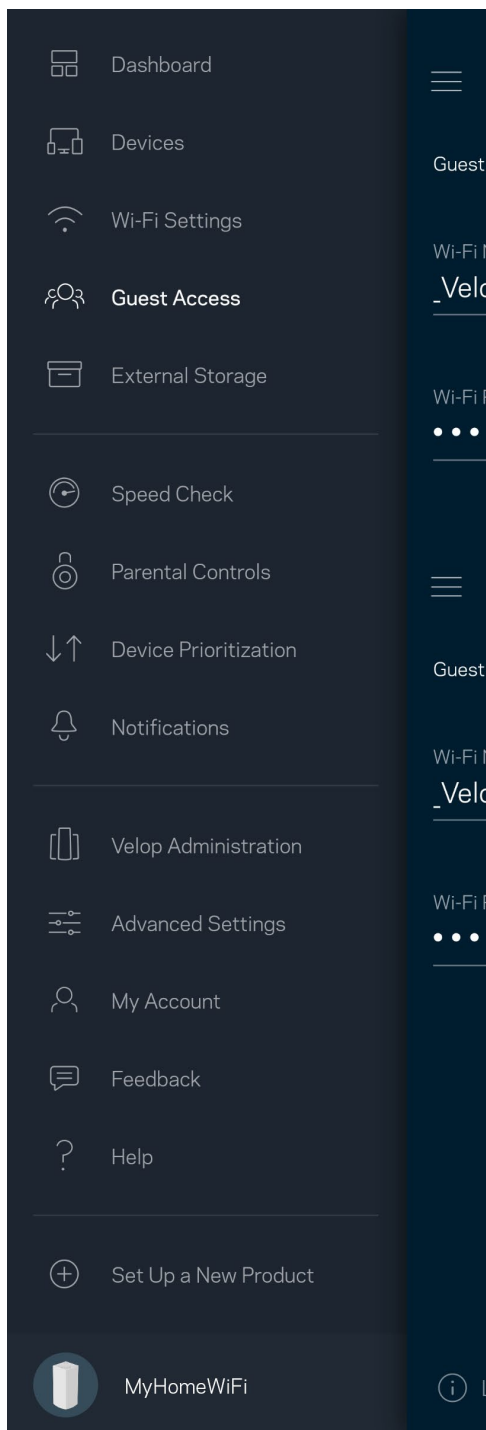 Dashboard
Devices
Wi-Fi Settings
Guest Access
External Storage
Speed Check
Parental Controls
Device Prioritization
Notifications
Velop Administration
Advanced Settings
My Account
Feedback
Help
Set Up a New Product
MyHomeWiFi
Guest
Wi-Fi
_Velo
Wi-Fi
Guest
Wi-Fi
_Velo
Wi-Fi